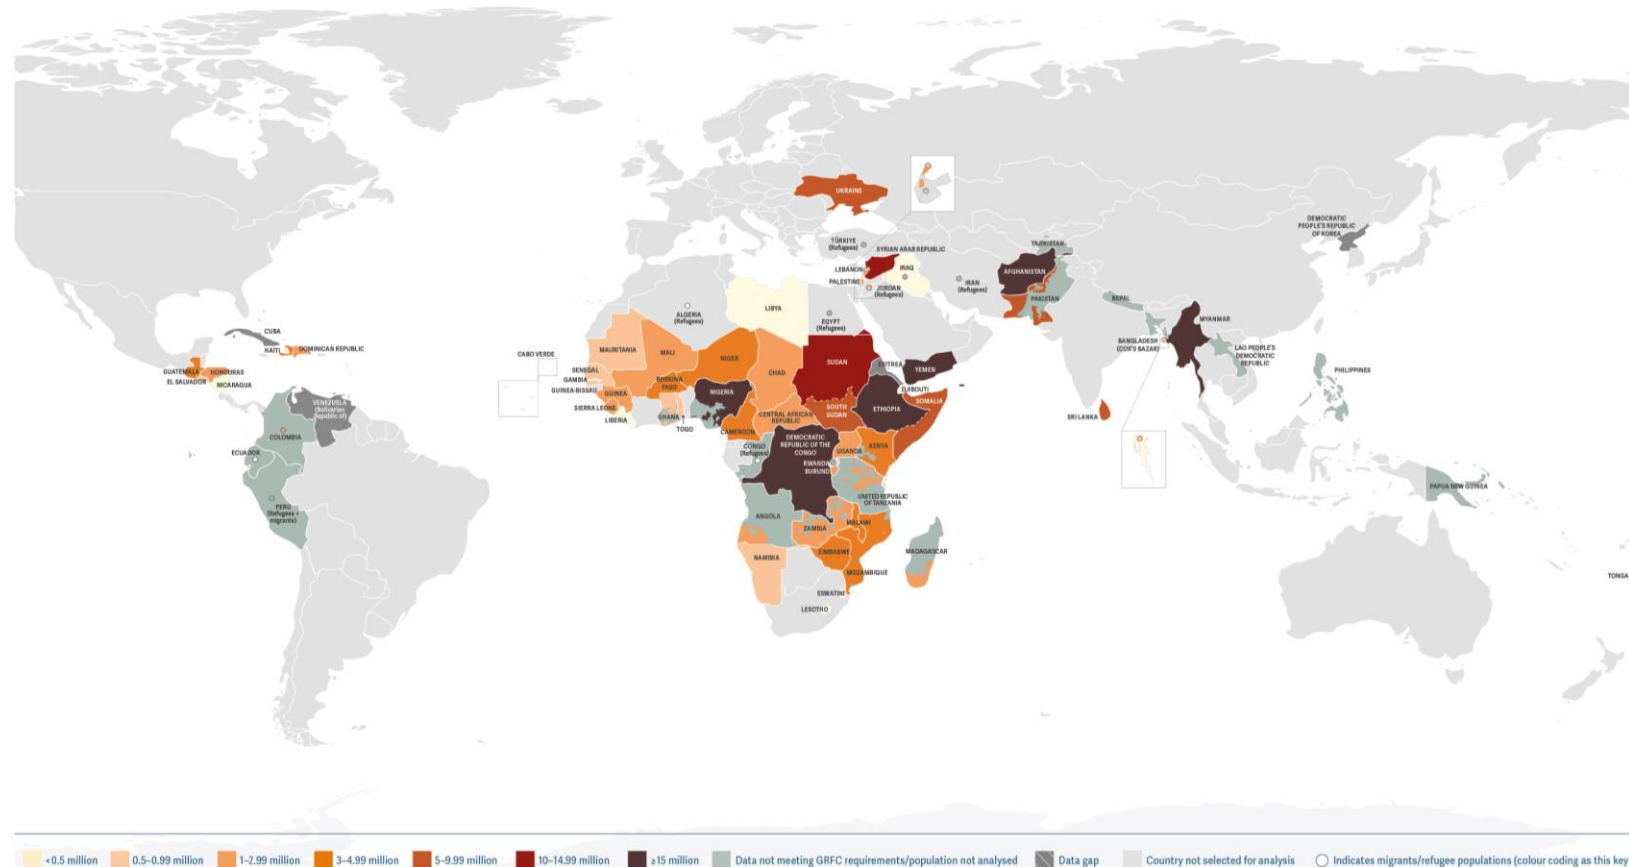 UKRAINE
DEMOCRATIC
PEOPLE'S REPUBLIC
OF KOREA
TÜRKİYE
(Refugees)
SYRIAN ARAB REPUBLIC
TAJIKISTAN
LEBANON
IRAQ
AFGHANISTAN
PALESTINE
JORDAN
(Refugees)
IRAN
(Refugees)
PAKISTAN
NEPAL
ALGERIA
(Refugees)
LIBYA
EGYPT
(Refugees)
MYANMAR
CUBA
HAITI
DOMINICAN REPUBLIC
BANGLADESH
(COX'S BAZAR)
LAO PEOPLE'S
DEMOCRATIC
REPUBLIC
CABO VERDE
MAURITANIA
MALI
NIGER
SUDAN
ERITREA
YEMEN
PHILIPPINES
GUATEMALA
HONDURAS
EL SALVADOR
NICARAGUA
SENEGAL
GAMBIA
GUINEA-BISSAU
GUINEA
BURKINA
FASO
CHAD
NIGERIA
DJIBOUTI
SOMALIA
VENEZUELA
(Bolivarian
Republic of)
SIERRA LEONE
LIBERIA
GHANA
TOGO
CAMEROON
CENTRAL AFRICAN
REPUBLIC
SOUTH
SUDAN
ETHIOPIA
SRI LANKA
COLOMBIA
ECUADOR
CONGO
(Refugees)
DEMOCRATIC
REPUBLIC OF THE
CONGO
UGANDA
KENYA
RWANDA
BURUNDI
PERU
(Refugees +
migrants)
UNITED REPUBLIC
OF TANZANIA
PAPUA NEW GUINEA
ANGOLA
ZAMBIA
MALAWI
NAMIBIA
ZIMBABWE
MADAGASCAR
MOZAMBIQUE
TONGA
ESWATINI
LESOTHO
<0.5 million
0.5–0.99 million
1–2.99 million
3–4.99 million
5–9.99 million
10–14.99 million
≥15 million
Data not meeting GRFC requirements/population not analysed
Data gap
Country not selected for analysis
Indicates migrants/refugee populations (colour coding as this key